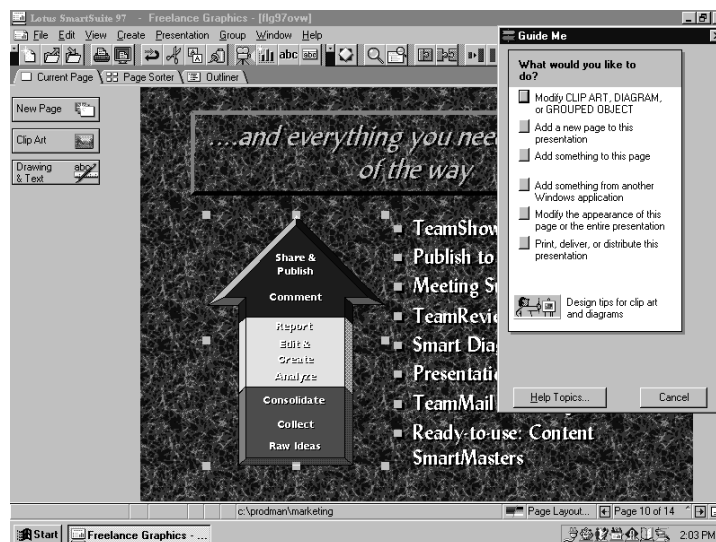 Lotus SmartSuite 97 - Freelance Graphics - [flg97ovw]
File Edit View Create Presentation Group Window Help
abc
Current Page
Page Sorter
Outliner
New Page
Clip Art
Drawing
& Text
abc
....and everything you nee
of the way
Share &
Publish
Comment
Report
Edit &
Create
Analyze
Consolidate
Collect
Raw Ideas
TeamShow
Publish to
Meeting S
TeamRevie
Smart Dia
Presentati
TeamMail
Ready-to-use: Content
SmartMasters
Guide Me
What would you like to
do?
Modify CLIP ART, DIAGRAM,
or GROUPED OBJECT
Add a new page to this
presentation
Add something to this page
Add something from another
Windows application
Modify the appearance of this
page or the entire presentation
Print, deliver, or distribute this
presentation
Design tips for clip art
and diagrams
Help Topics...
Cancel
c:\prodman\marketing
Page Layout...
Page 10 of 14
Start
Freelance Graphics - ...
2:03 PM